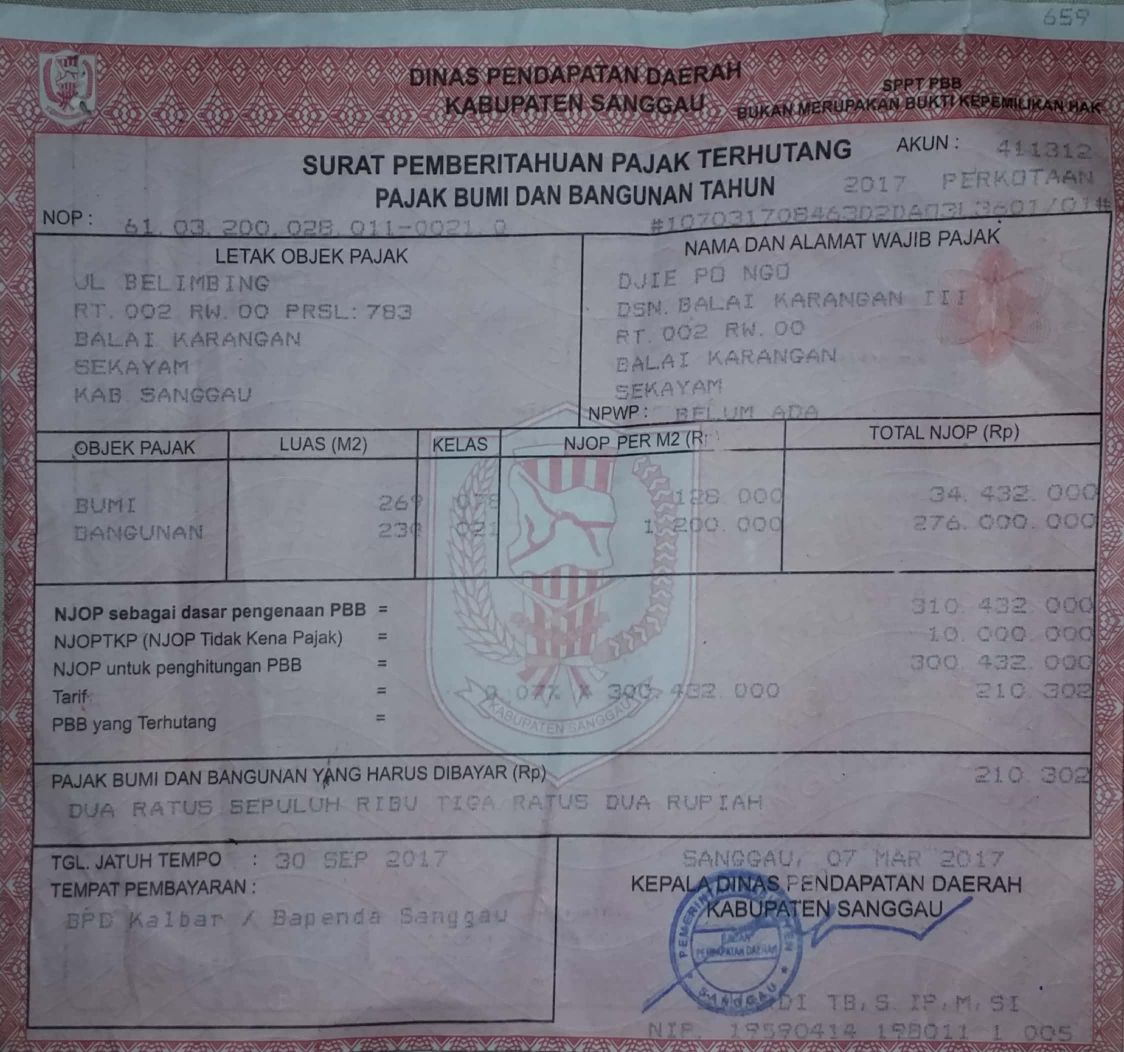 659
DINAS PENDAPATAN DAERAH
KABUPATEN SANGGAU
SPPT PBB
BUKAN MERUPAKAN BUKTI KEPEMILIKAN HAK
SURAT PEMBERITAHUAN PAJAK TERHUTANG
AKUN : 411312
PAJAK BUMI DAN BANGUNAN TAHUN 2017 PERKOTAAN
NOP : 61.03.200.028.011-0021.0
LETAK OBJEK PAJAK
JL BELIMBING
RT.002 RW.00 PRSL:783
BALAI KARANGAN
SEKAYAM
KAB SANGGAU
NAMA DAN ALAMAT WAJIB PAJAK
DJIE PO NGO
DSN.BALAI KARANGAN III
RT.002 RW.00
BALAI KARANGAN
SEKAYAM
NPWP : BELUM ADA
OBJEK PAJAK LUAS (M2) KELAS NJOP PER M2 TOTAL NJOP (Rp)
BUMI 269 078 128.000 34.432.000
BANGUNAN 230 021 1.200.000 276.000.000
NJOP sebagai dasar pengenaan PBB = 310.432.000
NJOPTKP (NJOP Tidak Kena Pajak) = 10.000.000
NJOP untuk penghitungan PBB = 300.432.000
Tarif = 0.07% X 300.432.000 210.302
PBB yang Terhutang =
PAJAK BUMI DAN BANGUNAN YANG HARUS DIBAYAR (Rp) 210.302
DUA RATUS SEPULUH RIBU TIGA RATUS DUA RUPIAH
KABUPATEN SANGGAU
TGL. JATUH TEMPO : 30 SEP 2017
TEMPAT PEMBAYARAN :
BPD Kalbar / Bapenda Sanggau
SANGGAU, 07 MAR 2017
KEPALA DINAS PENDAPATAN DAERAH
KABUPATEN SANGGAU
PENDAPATAN DAERAH
SANGGAU
TB,S.IP,M.SI
NIP. 19590414 198011 1 005